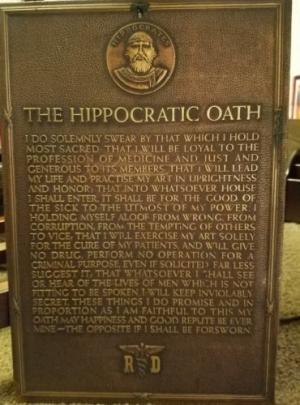 HIPPOCRATES
THE HIPPOCRATIC OATH
I DO SOLEMNLY SWEAR BY THAT WHICH I HOLD
MOST SACRED: THAT I WILL BE LOYAL TO THE
PROFESSION OF MEDICINE AND JUST AND
GENEROUS TO ITS MEMBERS. THAT I WILL LEAD
MY LIFE AND PRACTISE MY ART IN UPRIGHTNESS
AND HONOR: THAT INTO WHATSOEVER HOUSE
I SHALL ENTER, IT SHALL BE FOR THE GOOD OF
THE SICK TO THE UTMOST OF MY POWER. I
HOLDING MYSELF ALOOF FROM WRONG, FROM
CORRUPTION, FROM THE TEMPTING OF OTHERS
TO VICE. THAT I WILL EXERCISE MY ART SOLELY
FOR THE CURE OF MY PATIENTS, AND WILL GIVE
NO DRUG, PERFORM NO OPERATION FOR A
CRIMINAL PURPOSE, EVEN IF SOLICITED, FAR LESS
SUGGEST IT: THAT WHATSOEVER I SHALL SEE
OR HEAR OF THE LIVES OF MEN WHICH IS NOT
FITTING TO BE SPOKEN I WILL KEEP INVIOLABLY
SECRET. THESE THINGS I DO PROMISE AND IN
PROPORTION AS I AM FAITHFUL TO THIS MY
OATH MAY HAPPINESS AND GOOD REPUTE BE EVER
MINE—THE OPPOSITE IF I SHALL BE FORSWORN.
R D